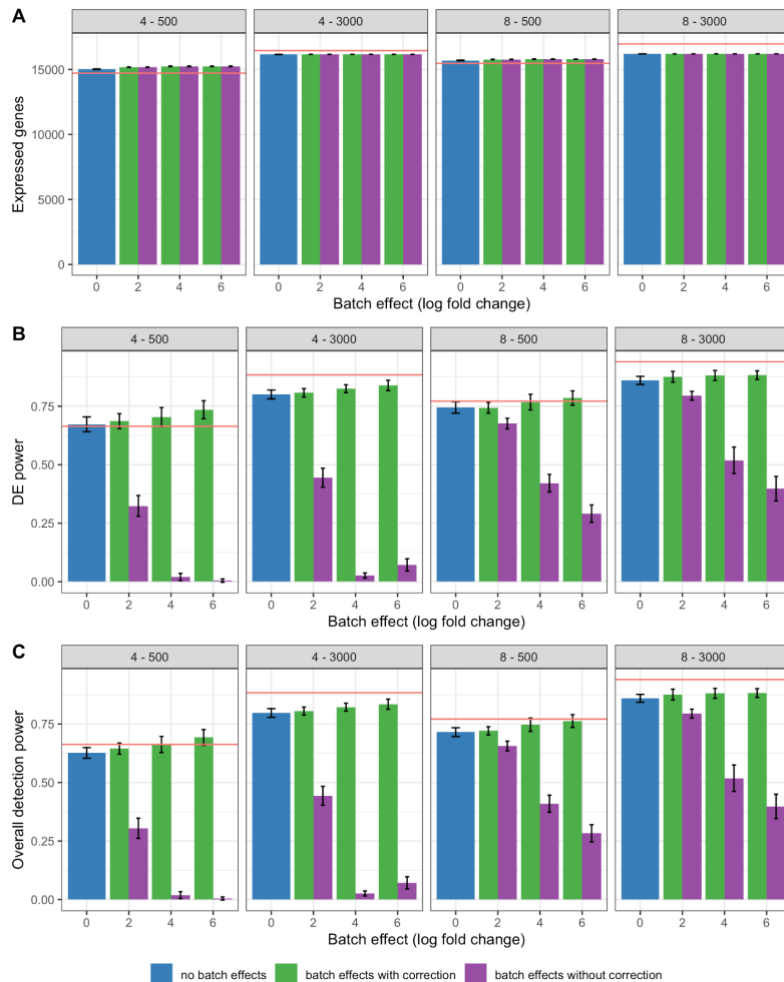 A
4 - 500 4 - 3000 8 - 500 8 - 3000
Expressed genes
15000
10000
5000
0
0 2 4 6 0 2 4 6 0 2 4 6 0 2 4 6
Batch effect (log fold change)
B
4 - 500 4 - 3000 8 - 500 8 - 3000
DE power
0.75
0.50
0.25
0.00
0 2 4 6 0 2 4 6 0 2 4 6 0 2 4 6
Batch effect (log fold change)
C
4 - 500 4 - 3000 8 - 500 8 - 3000
Overall detection power
0.75
0.50
0.25
0.00
0 2 4 6 0 2 4 6 0 2 4 6 0 2 4 6
Batch effect (log fold change)
no batch effects batch effects with correction batch effects without correction